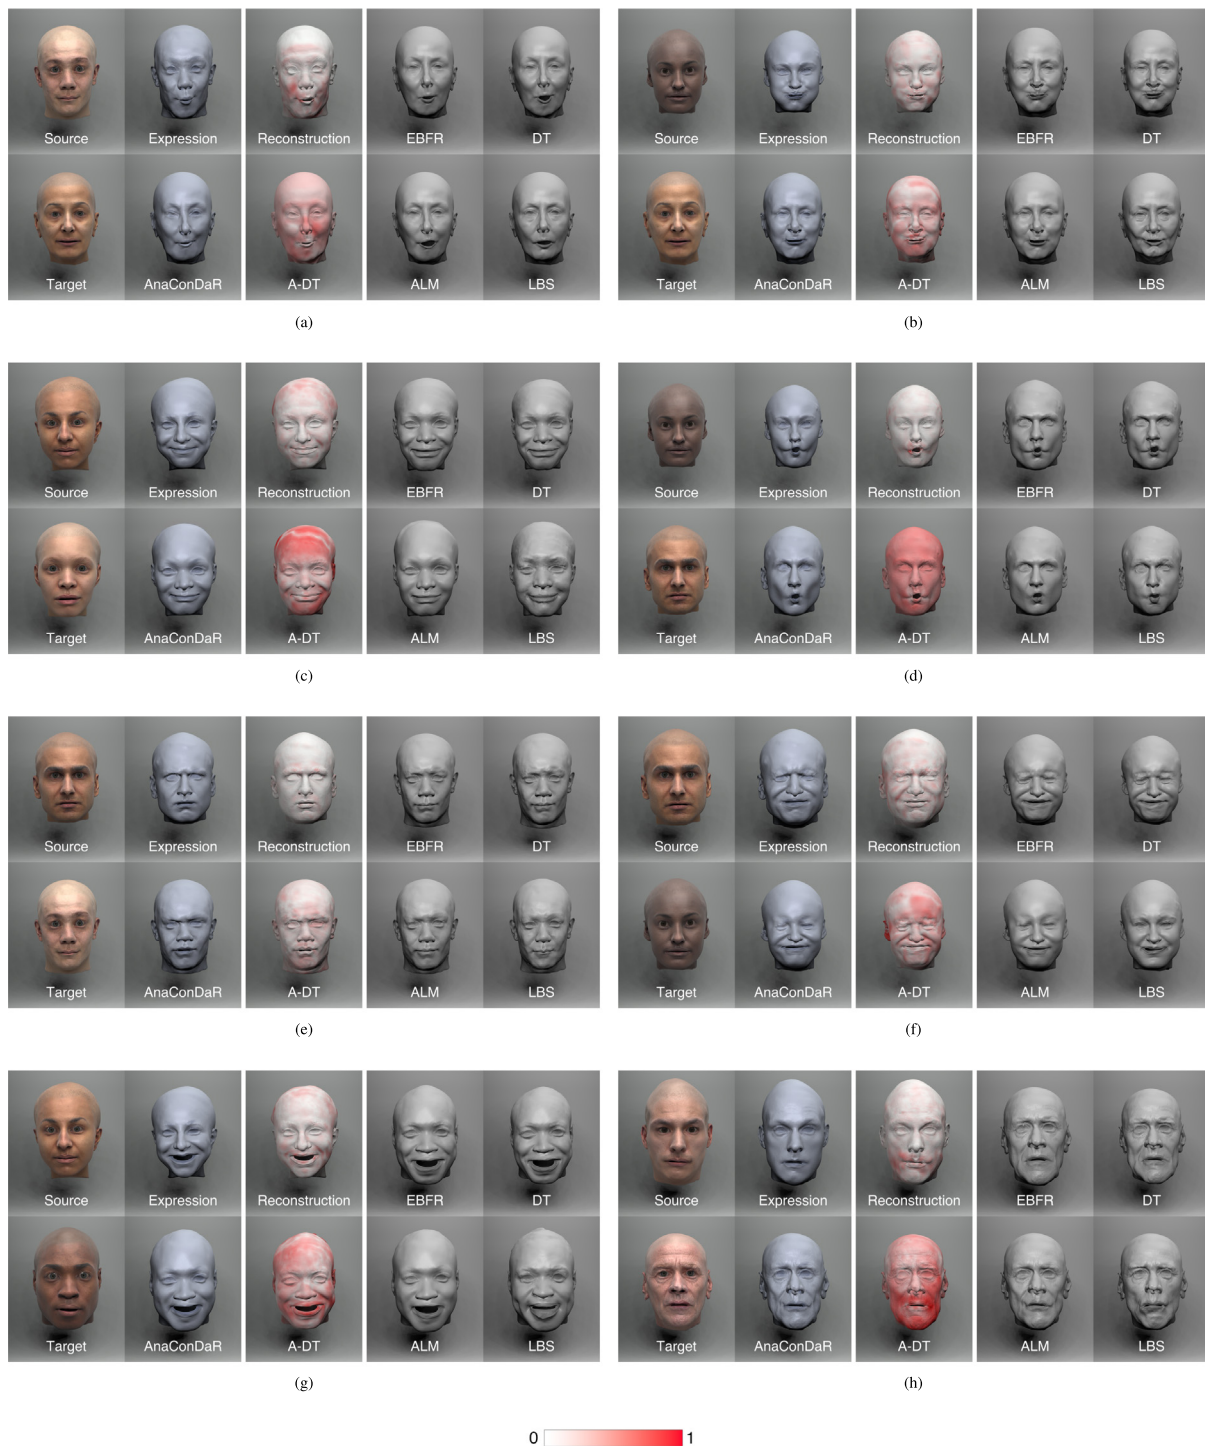 Source Expression Reconstruction EBFR DT
Source Expression Reconstruction EBFR DT
Target AnaConDaR A-DT ALM LBS
Target AnaConDaR A-DT ALM LBS
(a) (b)
Source Expression Reconstruction EBFR DT
Source Expression Reconstruction EBFR DT
Target AnaConDaR A-DT ALM LBS
Target AnaConDaR A-DT ALM LBS
(c) (d)
Source Expression Reconstruction EBFR DT
Source Expression Reconstruction EBFR DT
Target AnaConDaR A-DT ALM LBS
Target AnaConDaR A-DT ALM LBS
(e) (f)
Source Expression Reconstruction EBFR DT
Source Expression Reconstruction EBFR DT
Target AnaConDaR A-DT ALM LBS
Target AnaConDaR A-DT ALM LBS
(g) (h)
0 1